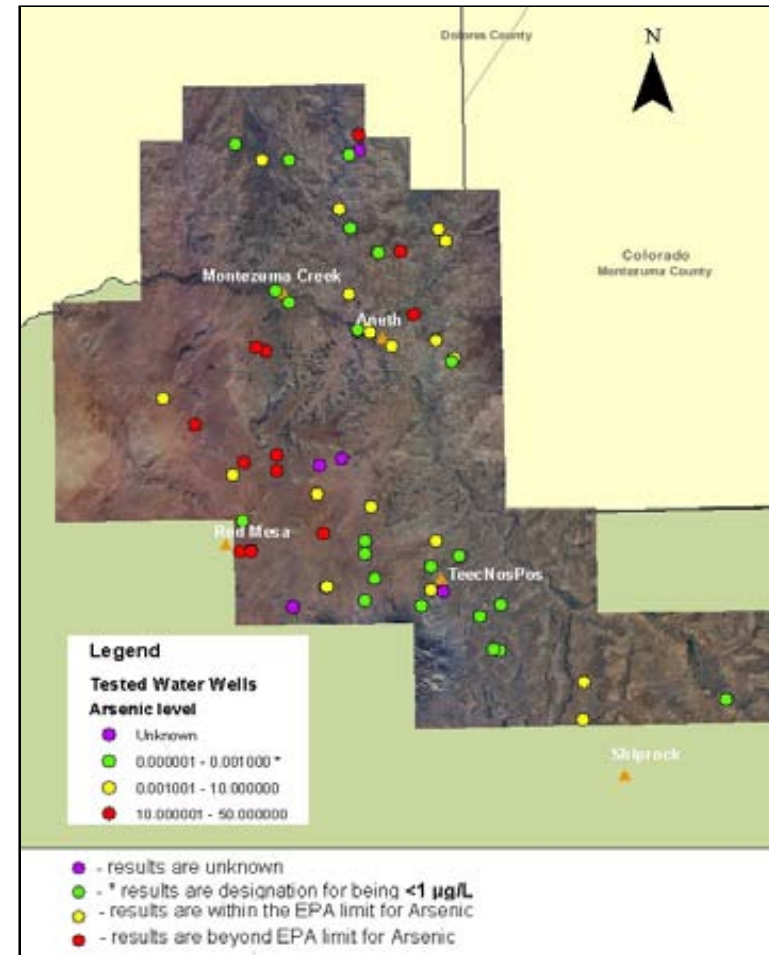 Dolores County
N
Colorado
Montezuma County
Montezuma Creek
Aneth
Red Mesa
TeecNosPos
Shiprock
Legend
Tested Water Wells
Arsenic level
Unknown
0.000001 - 0.001000 *
0.001001 - 10.000000
10.000001 - 50.000000
- results are unknown
- * results are designation for being <1 µg/L
- results are within the EPA limit for Arsenic
- results are beyond EPA limit for Arsenic